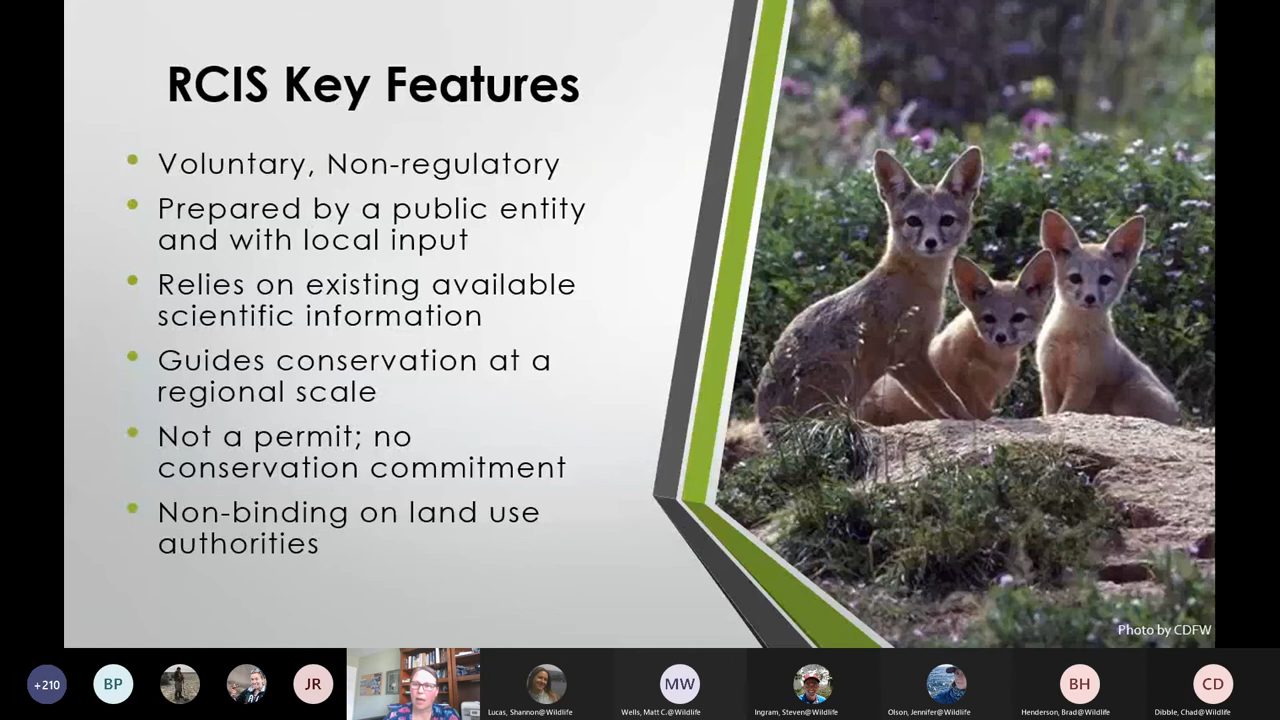 RCIS Key Features
Voluntary, Non-regulatory
Prepared by a public entity
and with local input
Relies on existing available
scientific information
Guides conservation at a
regional scale
Not a permit; no
conservation commitment
Non-binding on land use
authorities
Photo by CDFW
+210
BP
JR
MW
BH
CD
Lucas, Shannon@Wildlife
Wells, Matt C.@Wildlife
Ingram, Steven@Wildlife
Olson, Jennifer@Wildlife
Henderson, Brad@Wildlife
Dibble, Chad@Wildlife